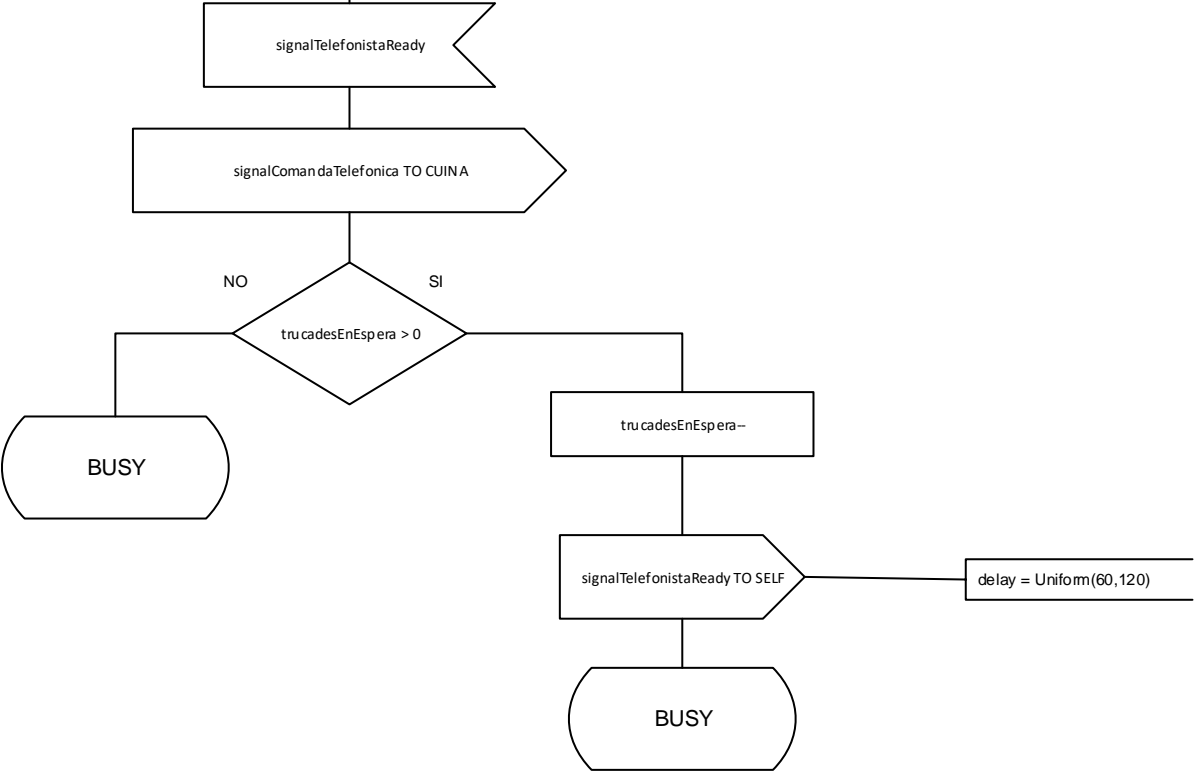 signalTelefonistaReady
signalComandaTelefonica TO CUINA
NO
SI
trucadesEnEspera > 0
trucadesEnEspera--
BUSY
signalTelefonistaReady TO SELF
delay = Uniform(60,120)
BUSY